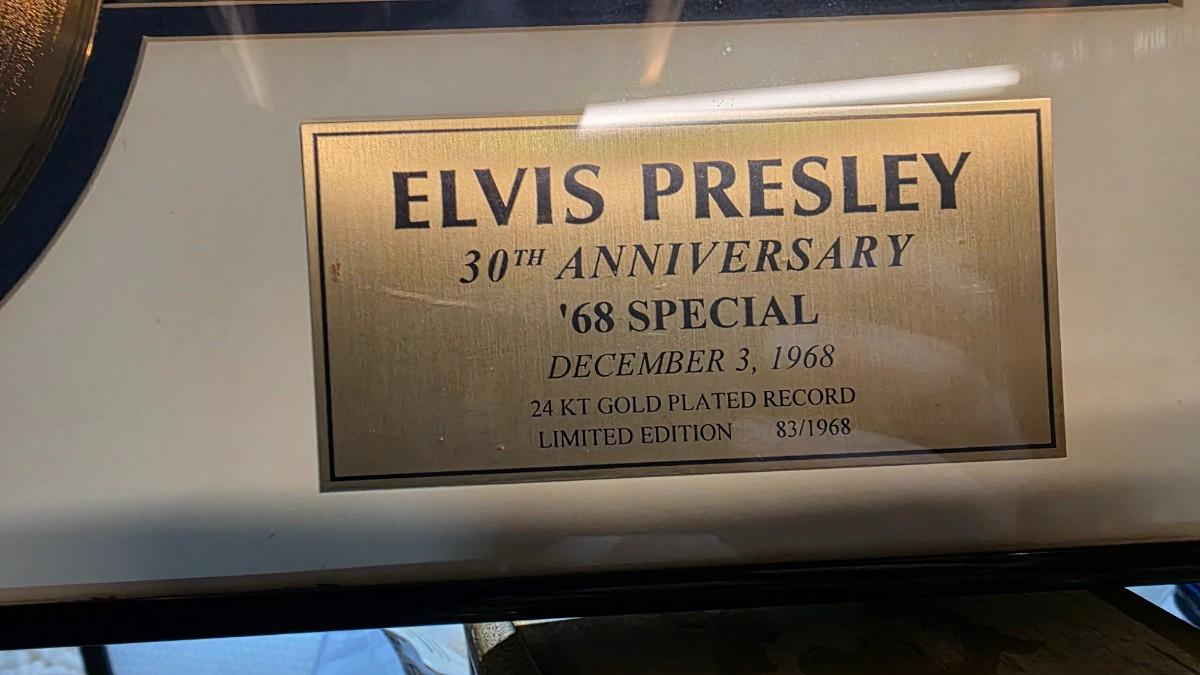 ELVIS PRESLEY
30TH ANNIVERSARY
'68 SPECIAL
DECEMBER 3, 1968
24 KT GOLD PLATED RECORD
LIMITED EDITION 83/1968